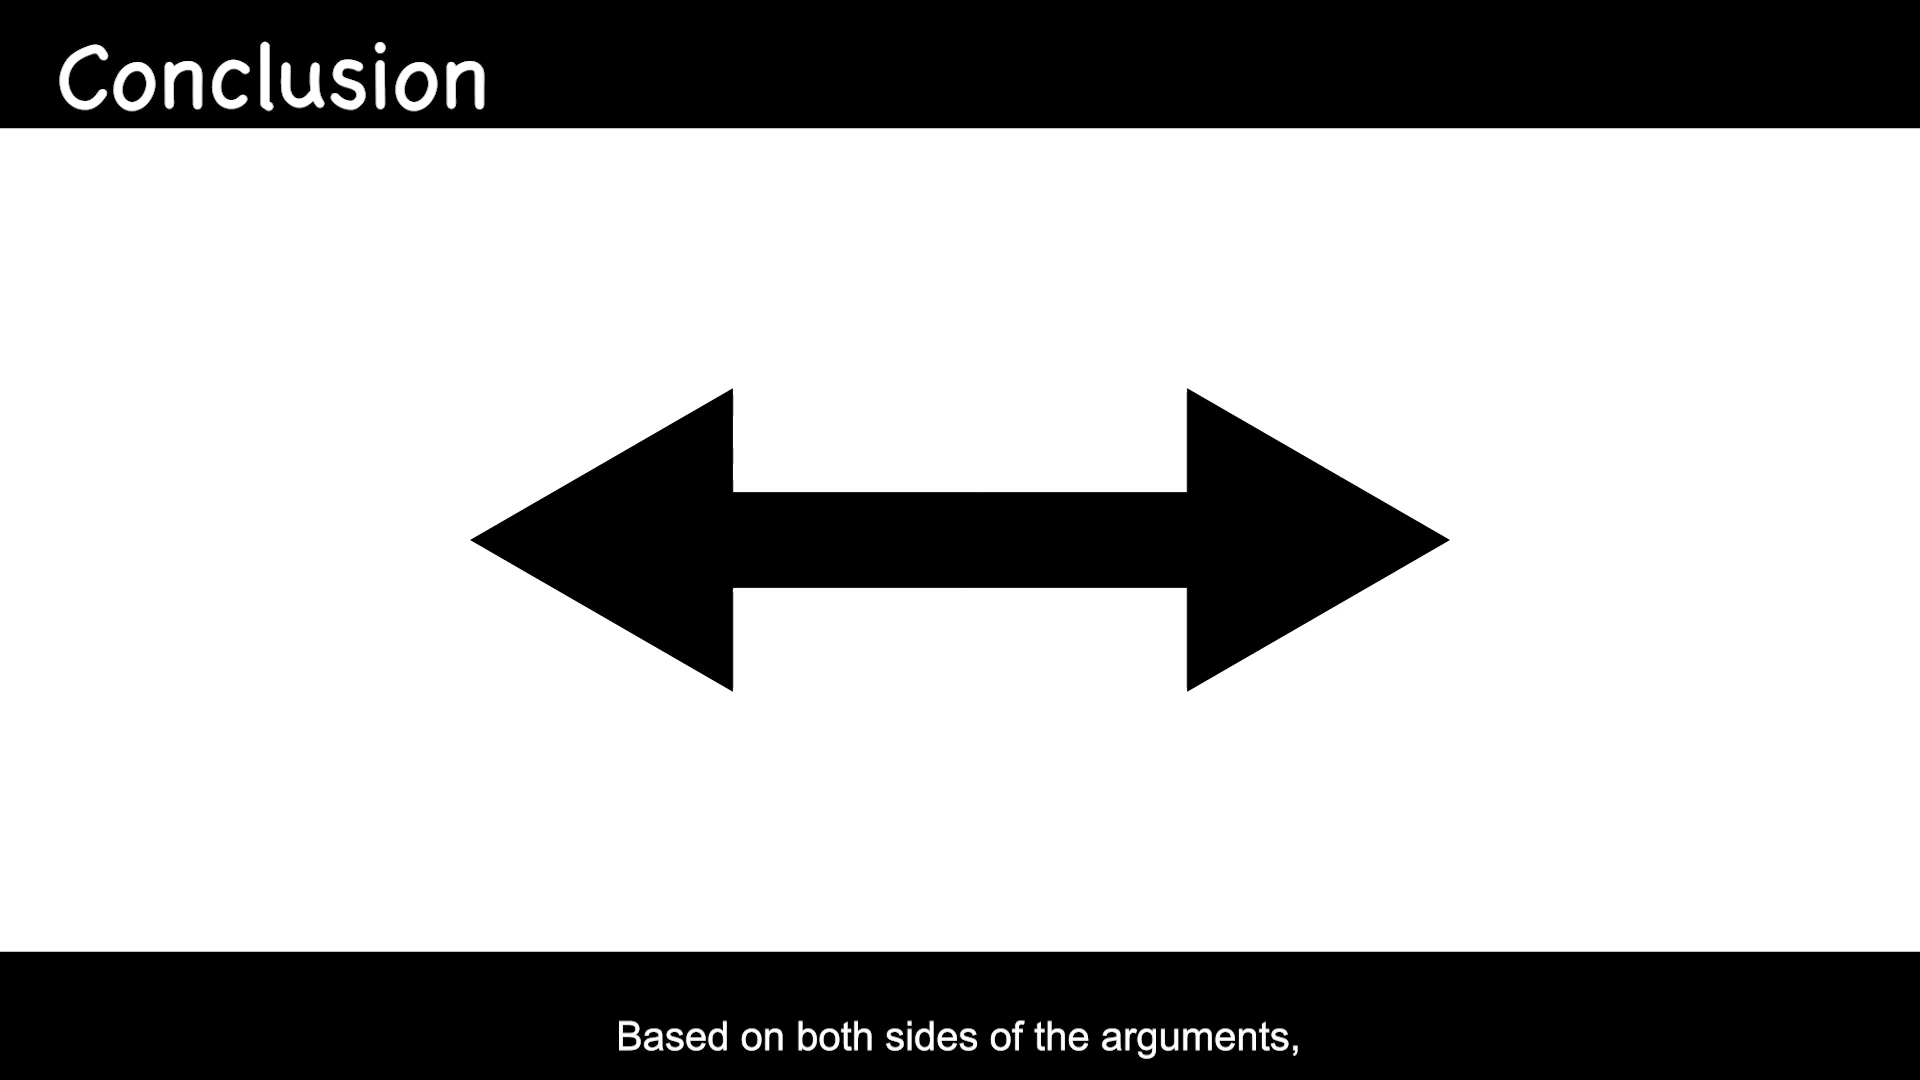 Conclusion
Based on both sides of the arguments,